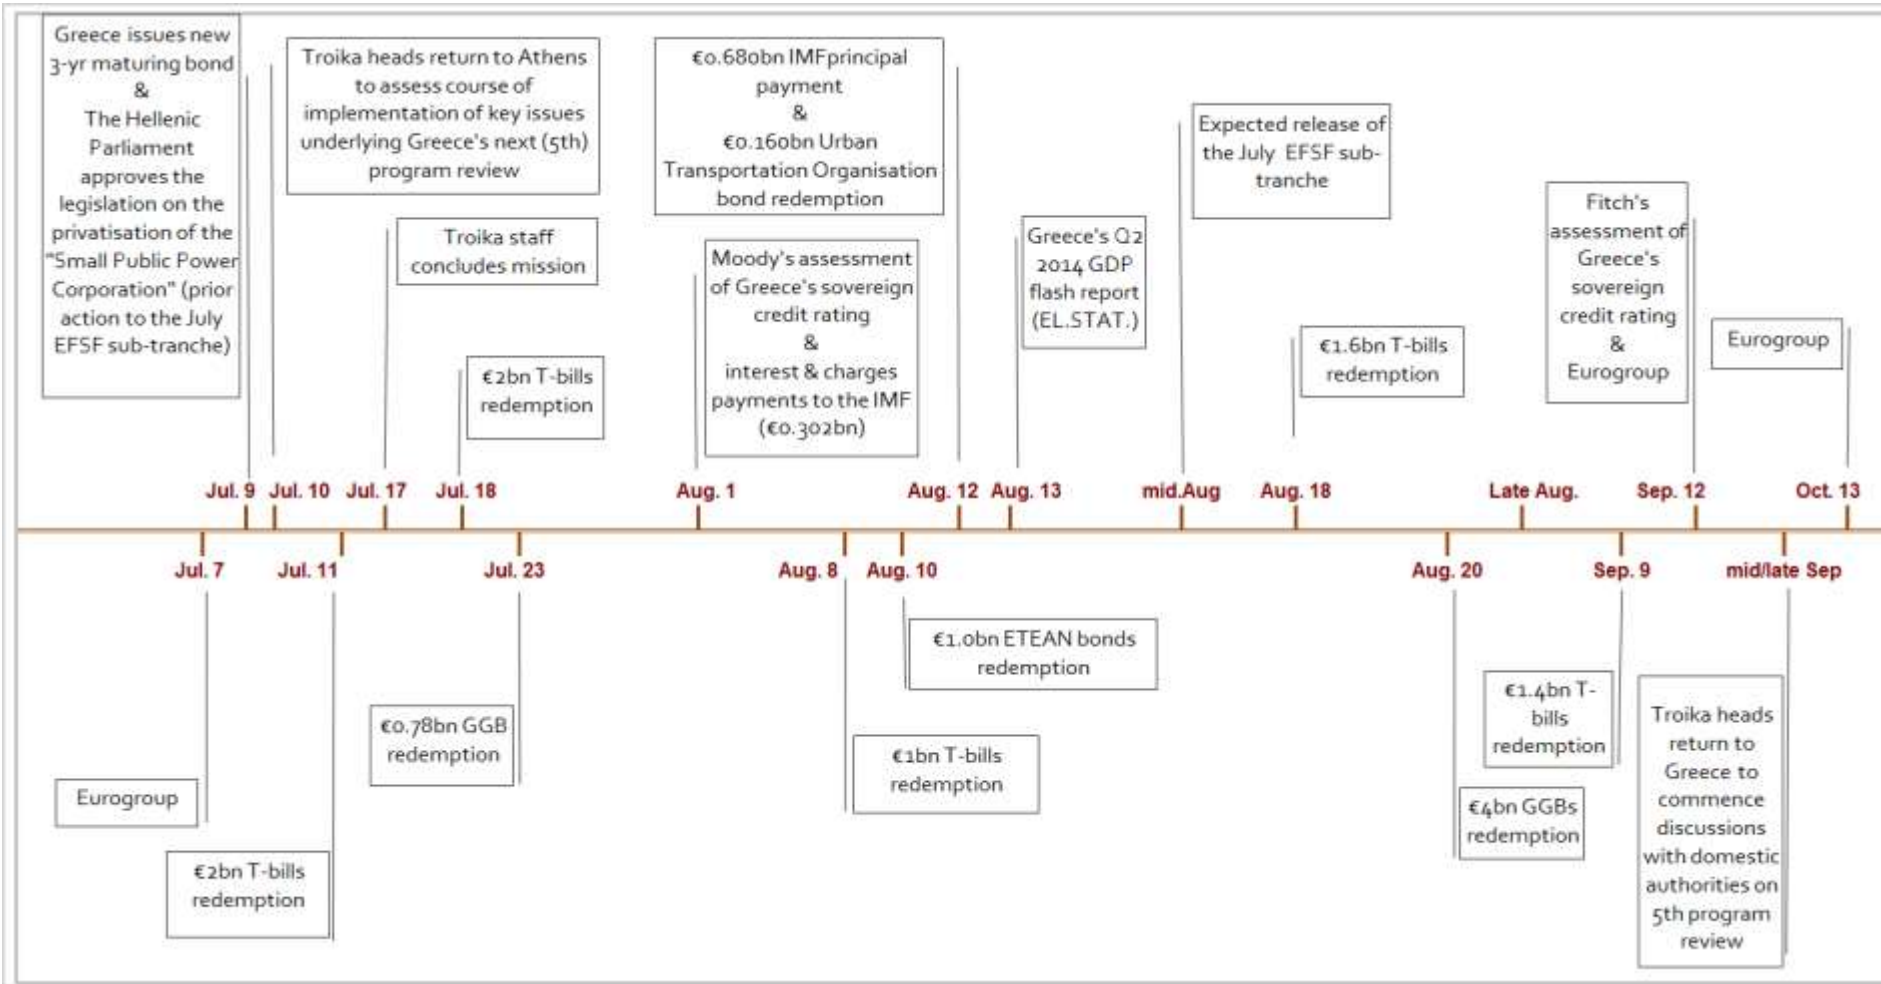 Greece issues new
3-yr maturing bond
&
The Hellenic
Parliament
approves the
legislation on the
privatisation of the
"Small Public Power
Corporation" (prior
action to the July
EFSF sub-tranche)
Troika heads return to Athens
to assess course of
implementation of key issues
underlying Greece's next (5th)
program review
Troika staff
concludes mission
€2bn T-bills
redemption
€0.680bn IMFprincipal
payment
&
€0.160bn Urban
Transportation Organisation
bond redemption
Moody's assessment
of Greece's sovereign
credit rating
&
interest & charges
payments to the IMF
(€0.302bn)
Greece's Q2
2014 GDP
flash report
(EL.STAT.)
Expected release of
the July EFSF sub-
tranche
€1.6bn T-bills
redemption
Fitch's
assessment of
Greece's
sovereign
credit rating
&
Eurogroup
Eurogroup
Jul. 9 Jul. 10 Jul. 17 Jul. 18 Aug. 1 Aug. 12 Aug. 13 mid.Aug Aug. 18 Late Aug. Sep. 12 Oct. 13
Jul. 7 Jul. 11 Jul. 23 Aug. 8 Aug. 10 Aug. 20 Sep. 9 mid/late Sep
Eurogroup
€2bn T-bills
redemption
€0.78bn GGB
redemption
€1.0bn ETEAN bonds
redemption
€1bn T-bills
redemption
€1.4bn T-
bills
redemption
€4bn GGBs
redemption
Troika heads
return to
Greece to
commence
discussions
with domestic
authorities on
5th program
review